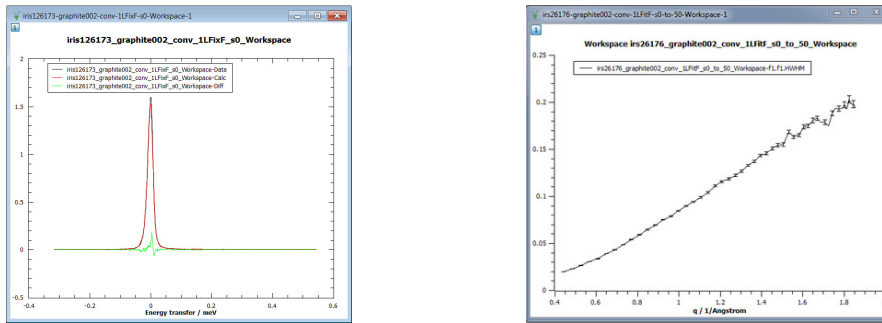 iris126173-graphite002-conv-1LFixF-s0-Workspace-1
iris126173_graphite002_conv_1LFixF_s0_Workspace
iris126173_graphite002_conv_1LFixF_s0_Workspace-Data
iris126173_graphite002_conv_1LFixF_s0_Workspace-Calc
iris126173_graphite002_conv_1LFixF_s0_Workspace-Diff
2
1.5
1
0.5
0
-0.5
-0.4
-0.2
0
0.2
0.4
0.6
Energy transfer / meV
irs26176-graphite002-conv-1LFitF-s0-to-50-Workspace-1
Workspace irs26176_graphite002_conv_1LFitF_s0_to_50_Workspace
irs26176_graphite002_conv_1LFitF_s0_to_50_Workspace-f1.f1.HWHM
0.25
0.2
0.15
0.1
0.05
0
0.4
0.6
0.8
1
1.2
1.4
1.6
1.8
q / 1/Angstrom